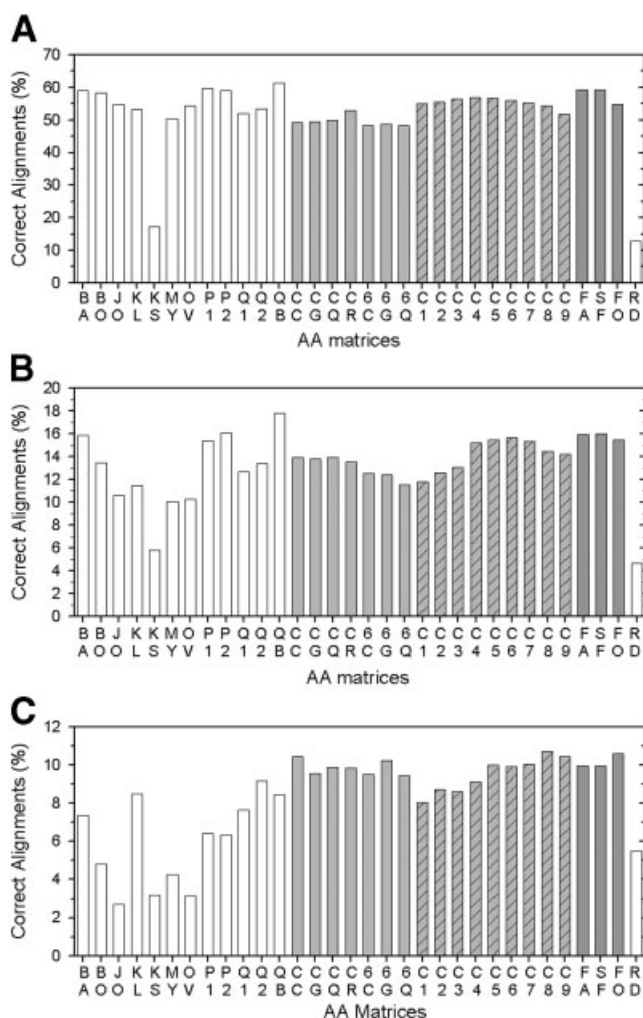 A
Correct Alignments (%)
70
60
50
40
30
20
10
0
B B J K K M O P P Q Q Q C C C C 6 6 6 C C C C C C C C C F S F R
A O O L S Y V 1 2 1 2 B C G Q R C G Q 1 2 3 4 5 6 7 8 9 A F O D
AA matrices
B
Correct Alignments (%)
20
18
16
14
12
10
8
6
4
2
0
B B J K K M O P P Q Q Q C C C C 6 6 6 C C C C C C C C C F S F R
A O O L S Y V 1 2 1 2 B C G Q R C G Q 1 2 3 4 5 6 7 8 9 A F O D
AA matrices
C
Correct Alignments (%)
12
10
8
6
4
2
0
B B J K K M O P P Q Q Q C C C C 6 6 6 C C C C C C C C C F S F R
A O O L S Y V 1 2 1 2 B C G Q R C G Q 1 2 3 4 5 6 7 8 9 A F O D
AA Matrices